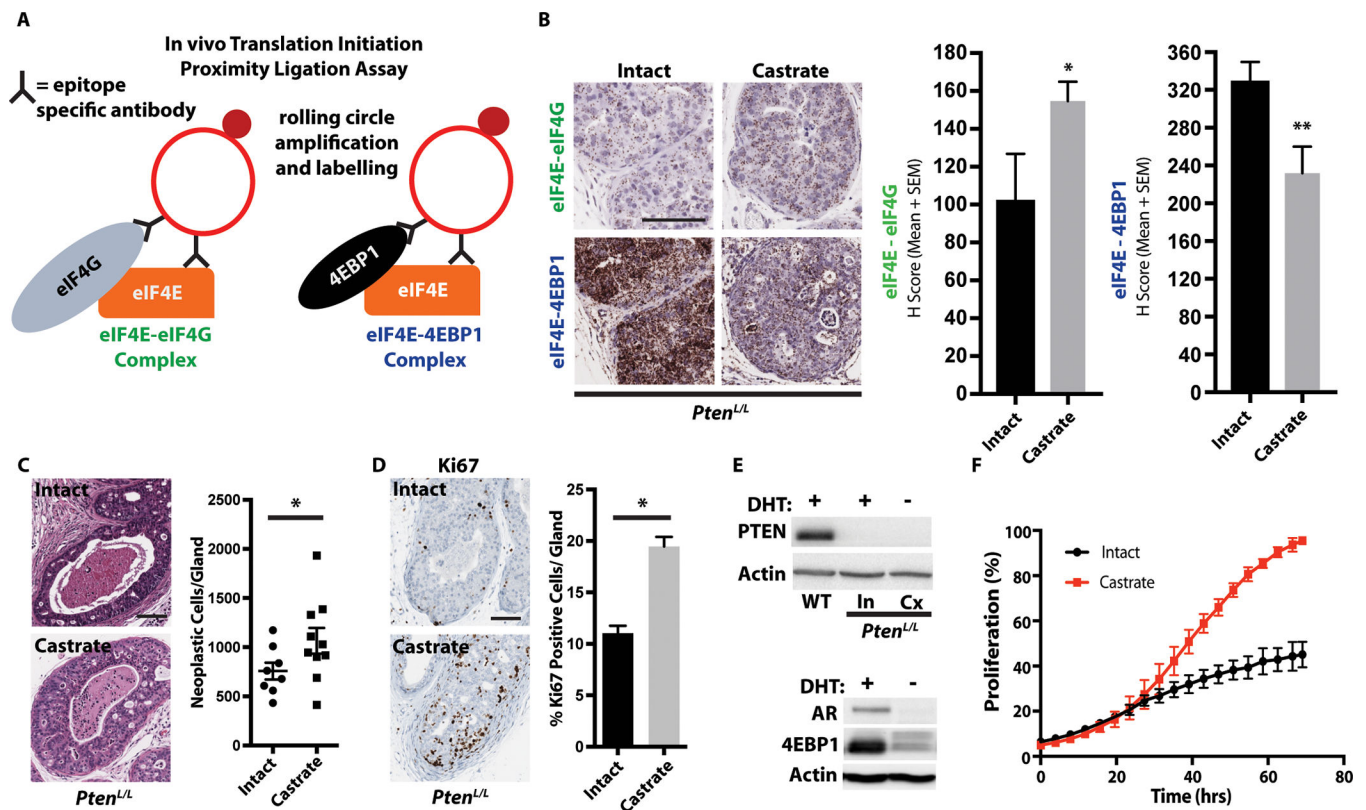 A
In vivo Translation Initiation
Proximity Ligation Assay
= epitope
specific antibody
rolling circle
amplification
and labelling
eIF4G
eIF4E
eIF4E-eIF4G
Complex
4EBP1
eIF4E
eIF4E-4EBP1
Complex
B
Intact
Castrate
eIF4E-eIF4G
eIF4E-4EBP1
Pten^L/L
eIF4E - eIF4G
H Score (Mean + SEM)
180
160
140
120
100
80
60
40
20
0
*
Intact
Castrate
eIF4E - 4EBP1
H Score (Mean + SEM)
360
320
280
240
200
160
120
80
40
0
**
Intact
Castrate
C
Intact
Castrate
Pten^L/L
Neoplastic Cells/Gland
2500
2000
1500
1000
500
0
*
Intact
Castrate
D
Ki67
Intact
Castrate
Pten^L/L
% Ki67 Positive Cells/ Gland
25
20
15
10
5
0
*
Intact
Castrate
E
DHT: + + -
PTEN
Actin
WT In Cx
Pten^L/L
DHT: + -
AR
4EBP1
Actin
F
Proliferation (%)
100
80
60
40
20
0
Intact
Castrate
0 20 40 60 80
Time (hrs)